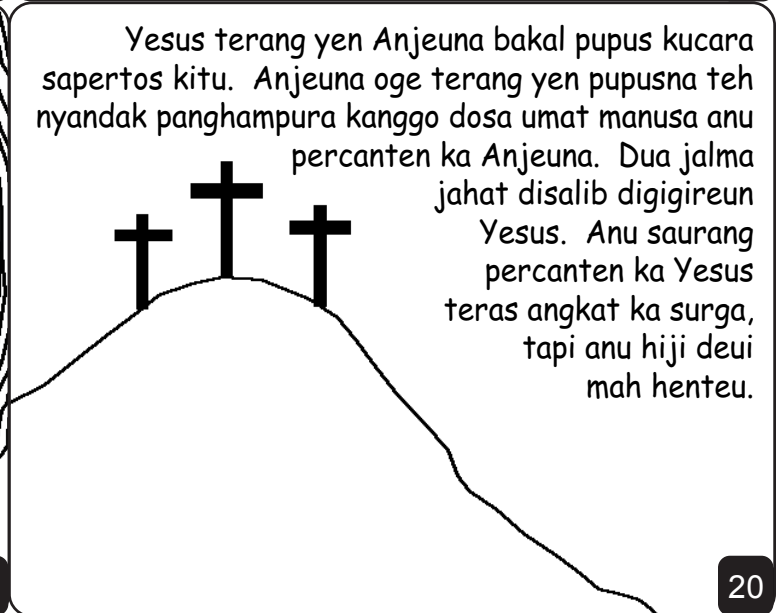 Yesus terang yen Anjeuna bakal pupus kucara
sapertos kitu.  Anjeuna oge terang yen pupusna teh
nyandak panghampura kanggo dosa umat manusa anu
percanten ka Anjeuna.  Dua jalma
jahat disalib digigireun
Yesus.  Anu saurang
percanten ka Yesus
teras angkat ka surga,
tapi anu hiji deui
mah henteu.
20